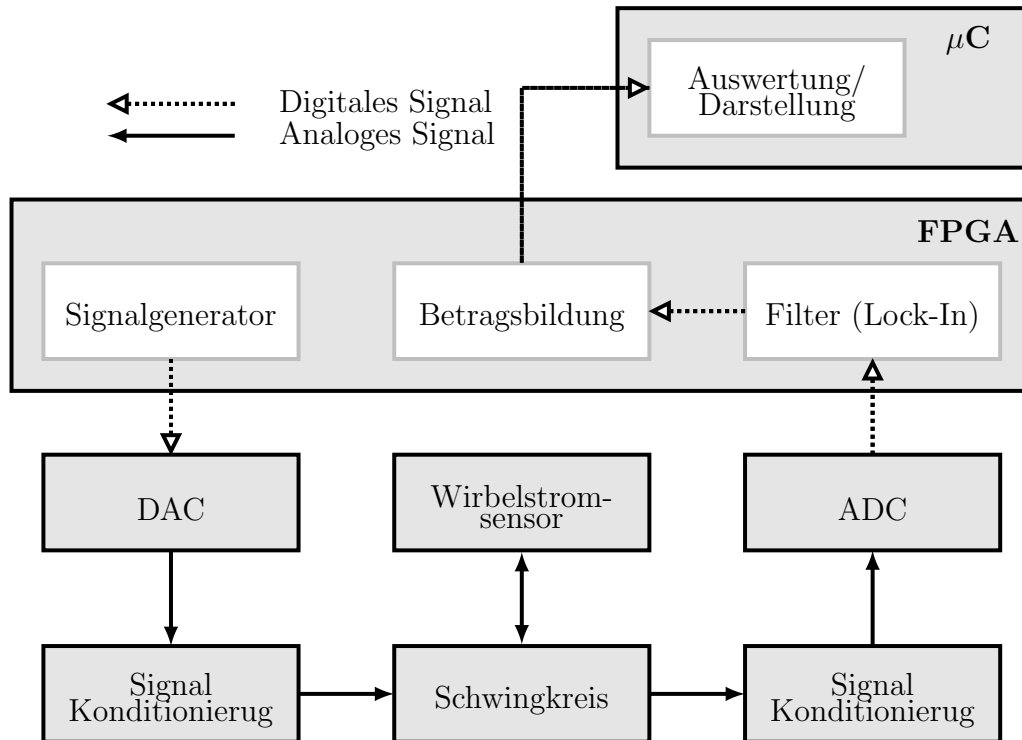 μC
Auswertung/
Darstellung
Digitales Signal
Analoges Signal
FPGA
Signalgenerator
Betragsbildung
Filter (Lock-In)
DAC
Wirbelstrom-
sensor
ADC
Signal
Konditionierug
Schwingkreis
Signal
Konditionierug